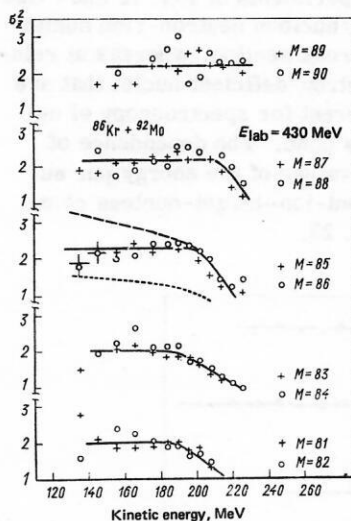 σ²_Z
3
2
1
+ M=89
o M=90
⁸⁶Kr + ⁹²Mo
E_lab = 430 MeV
3
2
1
+ M=87
o M=88
3
2
1
+ M=85
o M=86
3
2
1
+ M=83
o M=84
3
2
1
+ M=81
o M=82
120 140 160 180 200 220 240 260 280
Kinetic energy, MeV